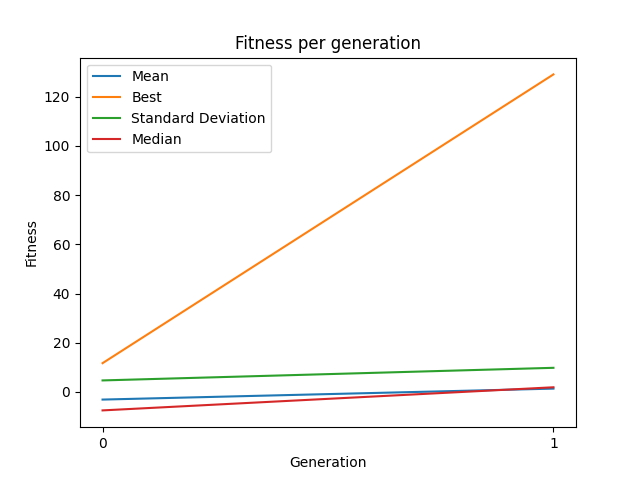 Fitness per generation
Mean
Best
Standard Deviation
Median
120
100
80
60
40
20
0
Fitness
0
1
Generation